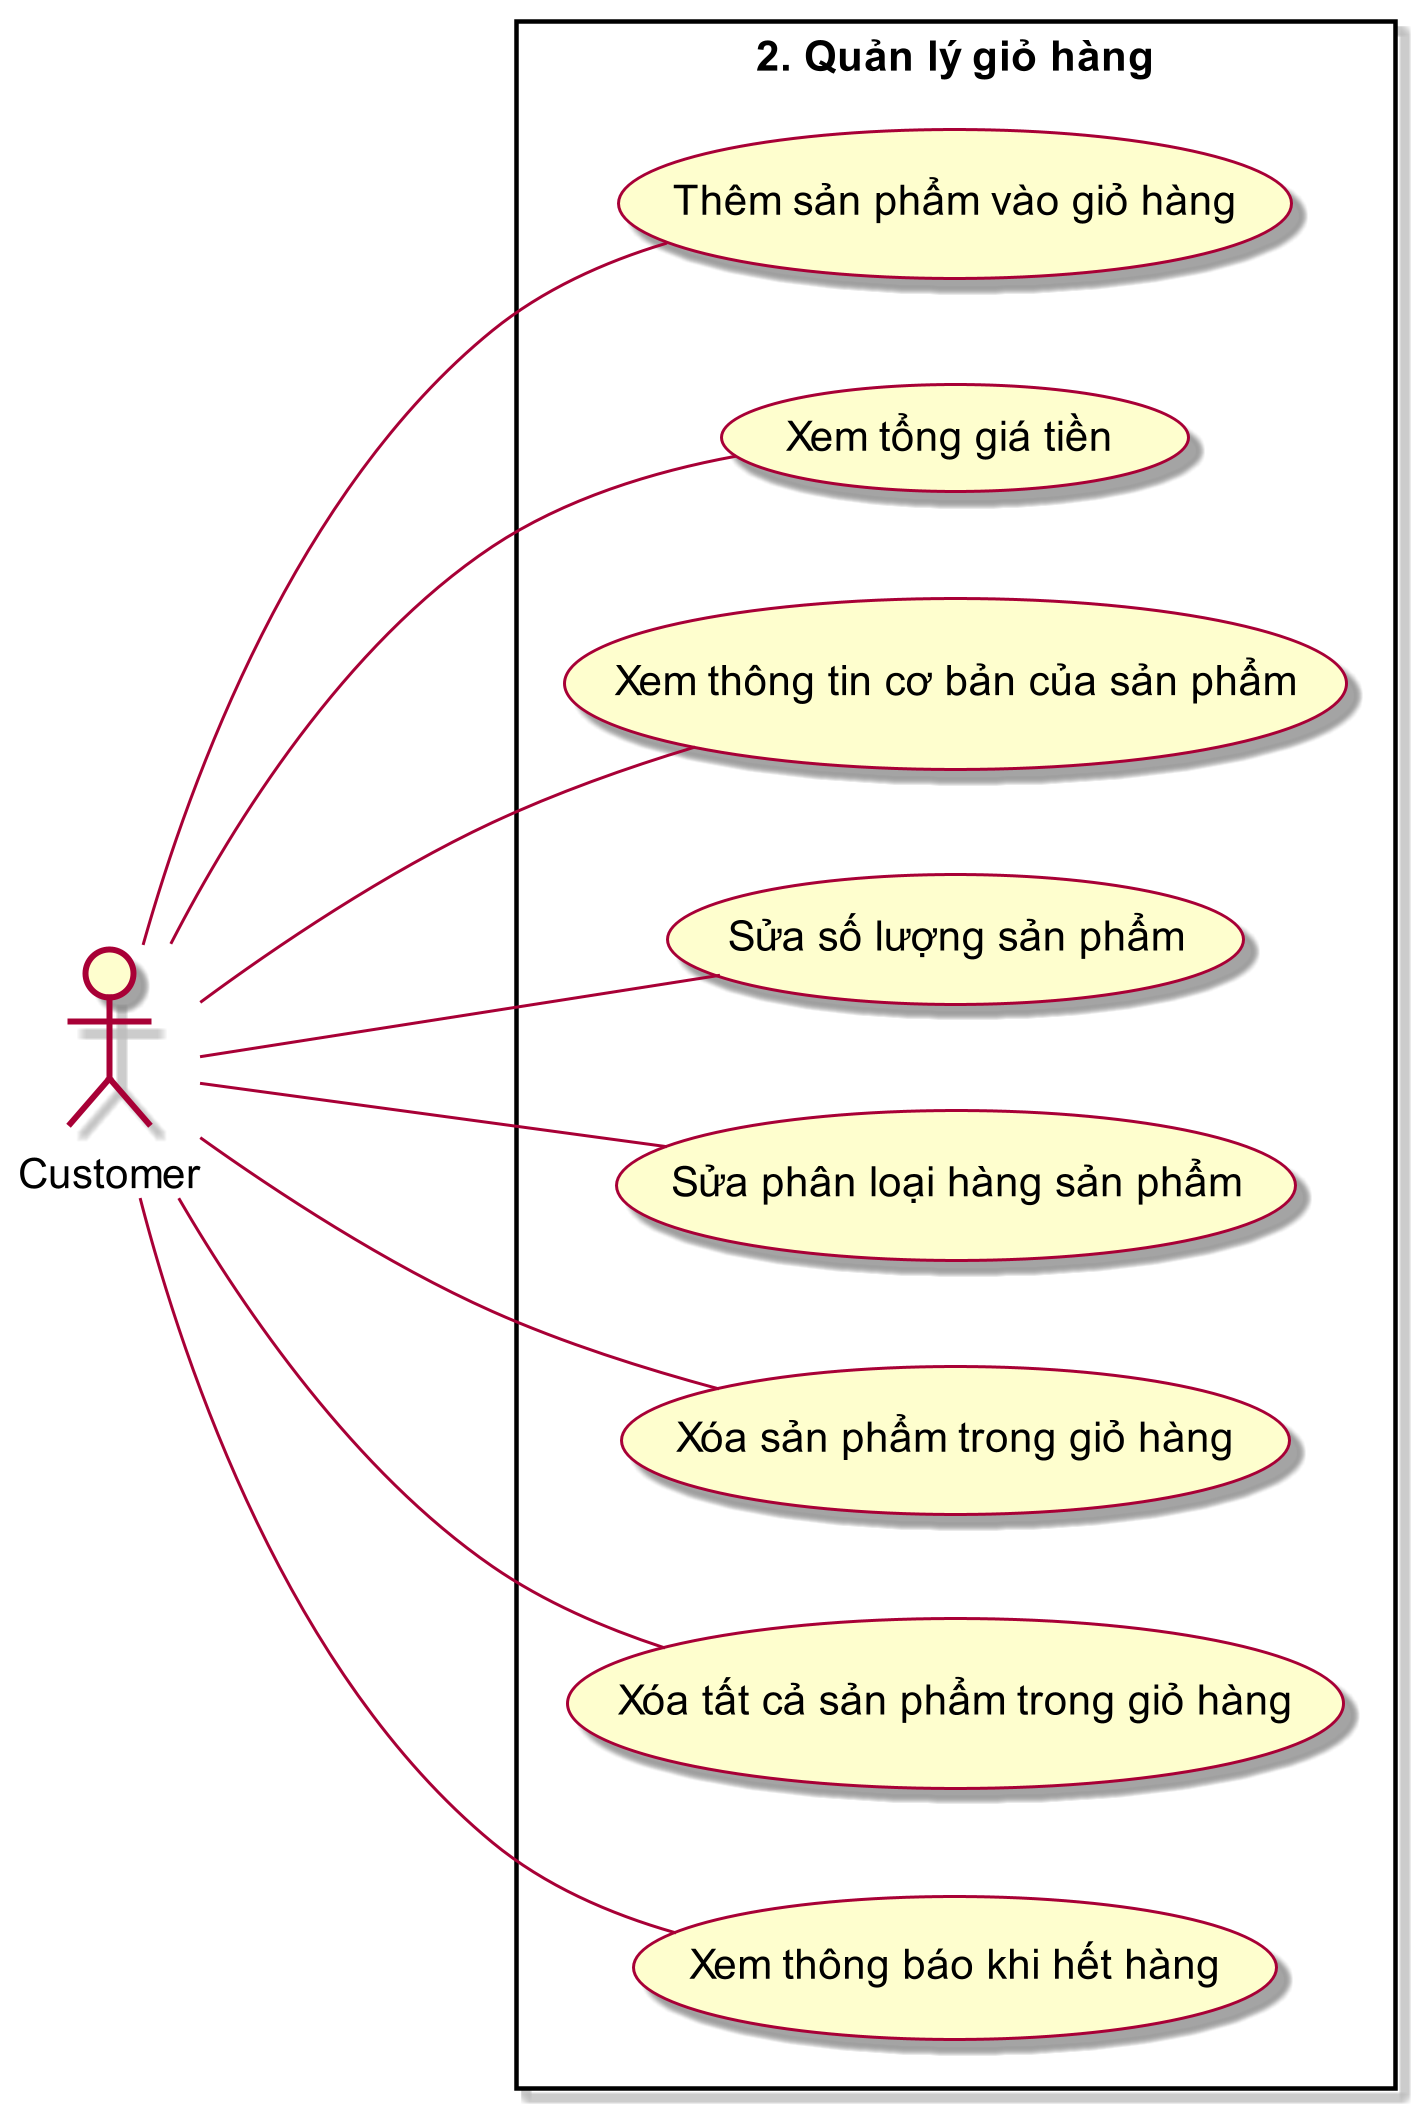 2. Quản lý giỏ hàng
Thêm sản phẩm vào giỏ hàng
Xem tổng giá tiền
Xem thông tin cơ bản của sản phẩm
Sửa số lượng sản phẩm
Sửa phân loại hàng sản phẩm
Customer
Xóa sản phẩm trong giỏ hàng
Xóa tất cả sản phẩm trong giỏ hàng
Xem thông báo khi hết hàng